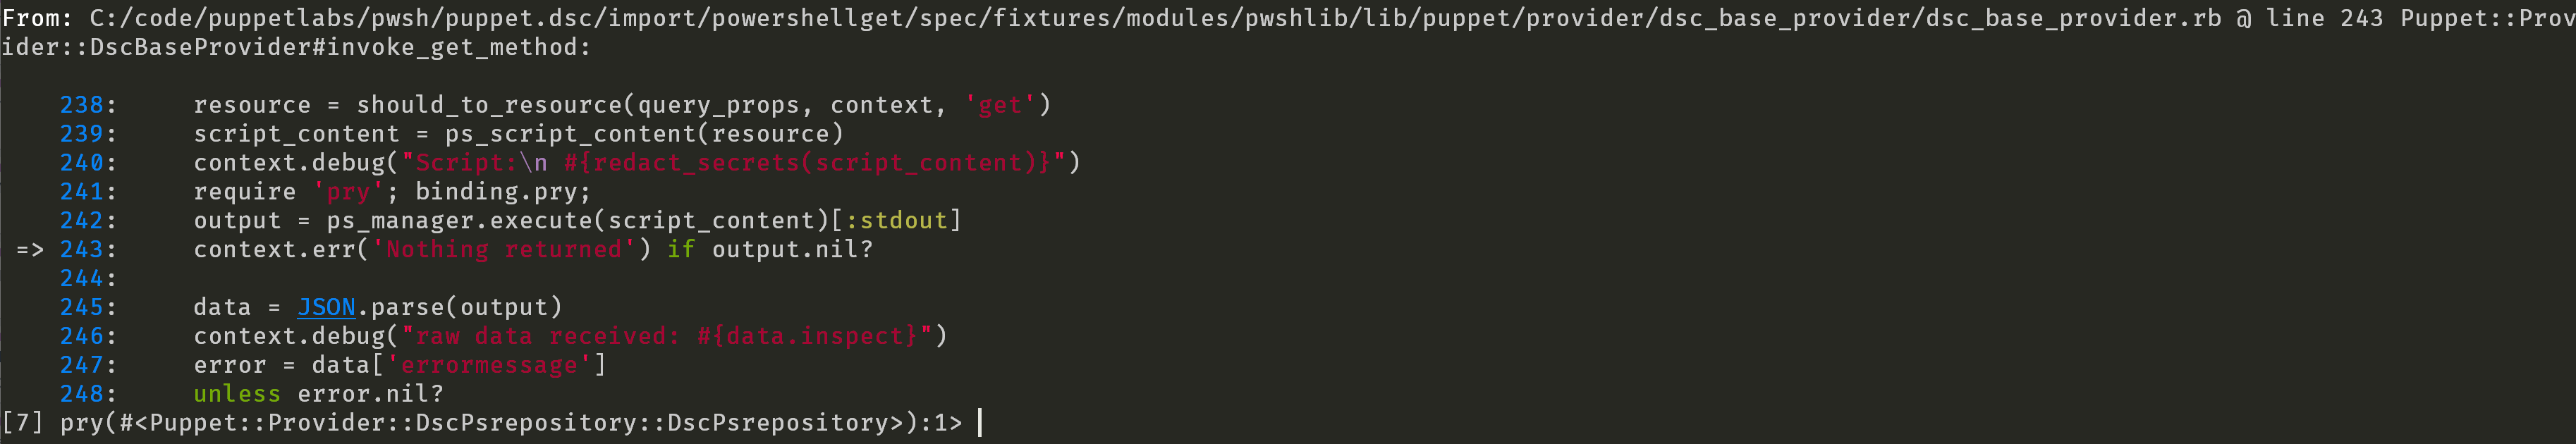 From: C:/code/puppetlabs/pwsh/puppet.dsc/import/powershellget/spec/fixtures/modules/pwshlib/lib/puppet/provider/dsc_base_provider/dsc_base_provider.rb @ line 243 Puppet::Prov
ider::DscBaseProvider#invoke_get_method:

    238:     resource = should_to_resource(query_props, context, 'get')
    239:     script_content = ps_script_content(resource)
    240:     context.debug("Script:\n #{redact_secrets(script_content)}")
    241:     require 'pry'; binding.pry;
    242:     output = ps_manager.execute(script_content)[:stdout]
 => 243:     context.err('Nothing returned') if output.nil?
    244:
    245:     data = JSON.parse(output)
    246:     context.debug("raw data received: #{data.inspect}")
    247:     error = data['errormessage']
    248:     unless error.nil?
[7] pry(#<Puppet::Provider::DscPsrepository::DscPsrepository>):1>